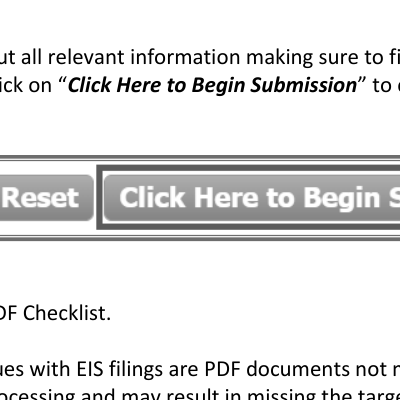 ut all relevant information making sure to fi
ick on “Click Here to Begin Submission” to
Reset Click Here to Begin S
DF Checklist.
ues with EIS filings are PDF documents not
ocessing and may result in missing the targe